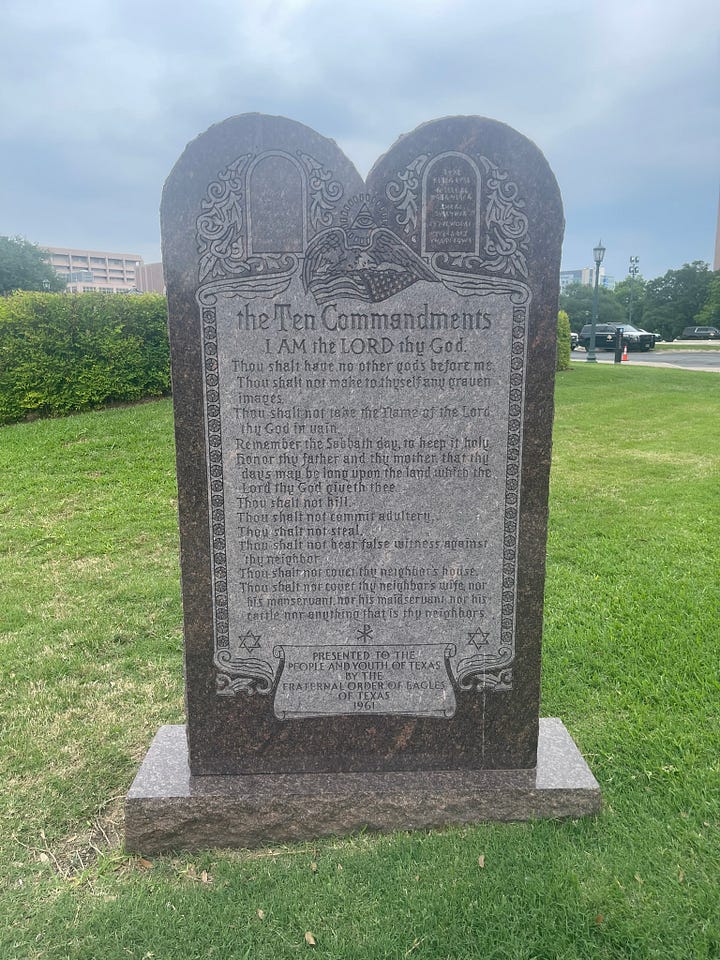 the Ten Commandments
I AM the LORD thy God.
Thou shalt have no other gods before me.
Thou shalt not make to thyself any graven
images.
Thou shalt not take the Name of the Lord
thy God in vain.
Remember the Sabbath day, to keep it holy.
Honor thy father and thy mother, that thy
days may be long upon the land which the
Lord thy God giveth thee.
Thou shalt not kill.
Thou shalt not commit adultery.
Thou shalt not steal.
Thou shalt not bear false witness against
thy neighbor.
Thou shalt not covet thy neighbor's house.
Thou shalt not covet thy neighbor's wife, nor
his manservant, nor his maidservant, nor his
cattle, nor anything that is thy neighbor's.
PRESENTED TO THE
PEOPLE AND YOUTH OF TEXAS
BY THE
FRATERNAL ORDER OF EAGLES
OF TEXAS
1961